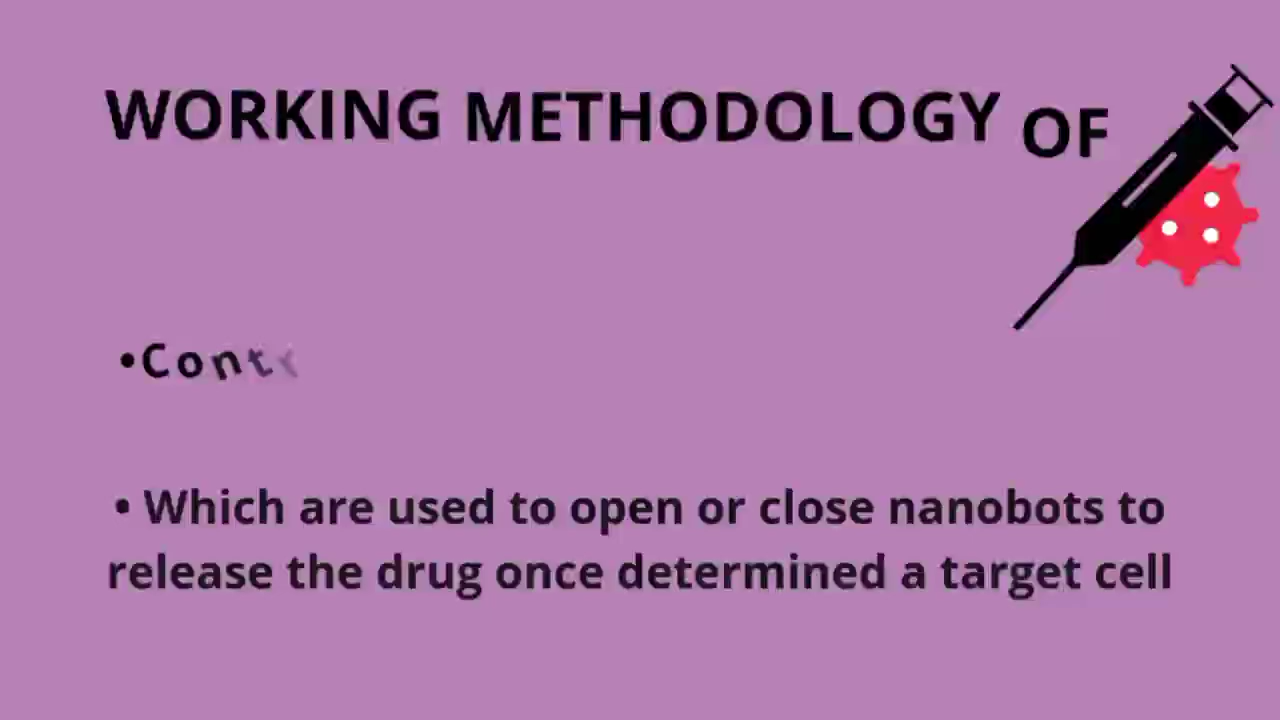 WORKING METHODOLOGY OF
•Cont
• Which are used to open or close nanobots to
release the drug once determined a target cell